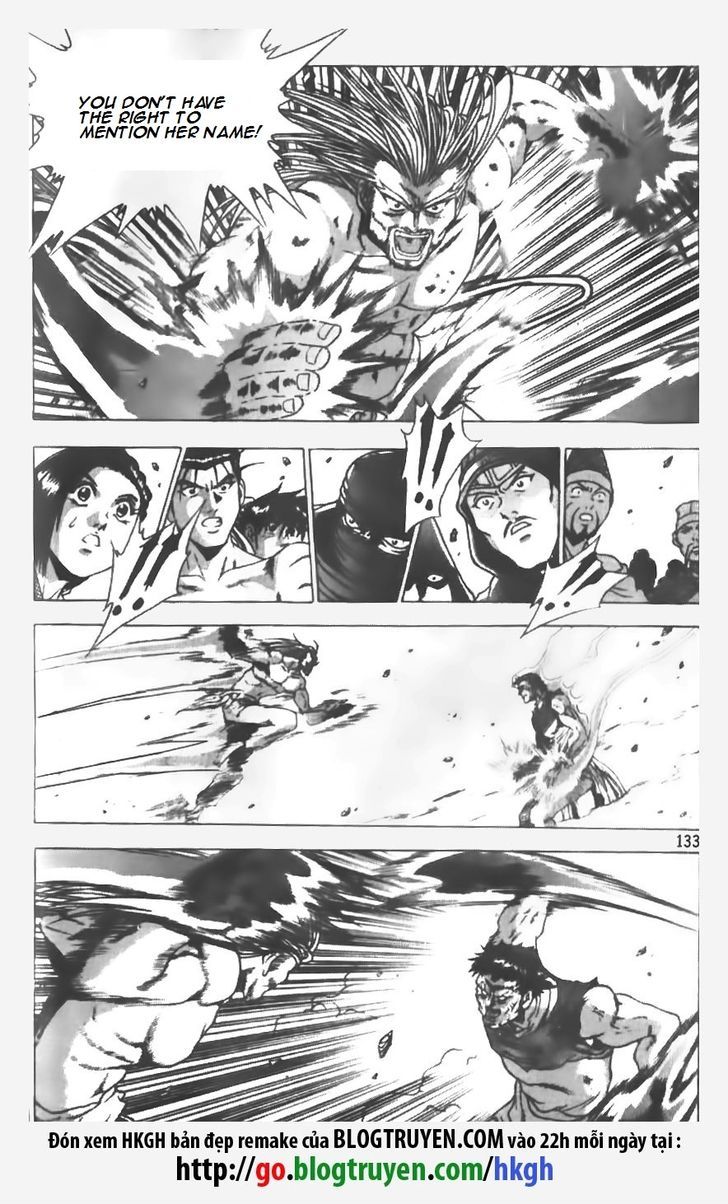 YOU DON'T HAVE
THE RIGHT TO
MENTION HER NAME!
!!
!!
!!
133
Đón xem HKGH bản đẹp remake của BLOGTRUYEN.COM vào 22h mỗi ngày tại :
http://go.blogtruyen.com/hkgh